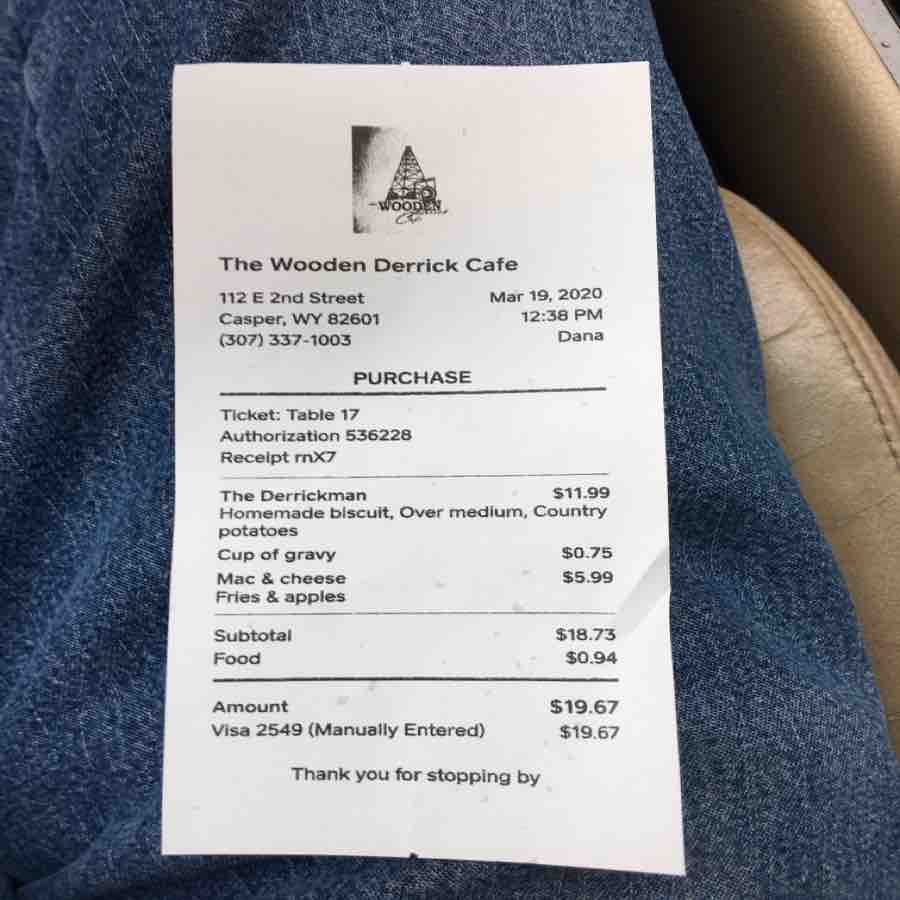 WOODEN
The Wooden Derrick Cafe
112 E 2nd Street Mar 19, 2020
Casper, WY 82601 12:38 PM
(307) 337-1003 Dana
PURCHASE
Ticket: Table 17
Authorization 536228
Receipt rnX7
The Derrickman $11.99
Homemade biscuit, Over medium, Country
potatoes
Cup of gravy $0.75
Mac & cheese $5.99
Fries & apples
Subtotal $18.73
Food $0.94
Amount $19.67
Visa 2549 (Manually Entered) $19.67
Thank you for stopping by